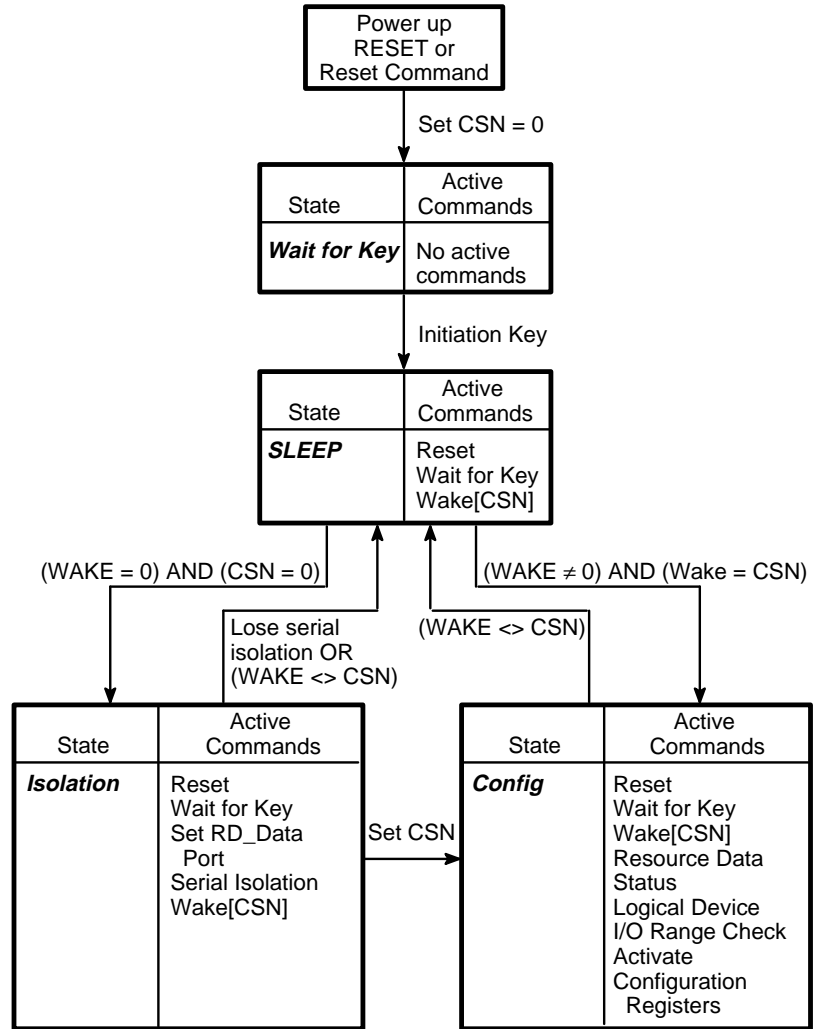 Power up
RESET or
Reset Command
Set CSN = 0
State
Active
Commands
Wait for Key
No active
commands
Initiation Key
State
Active
Commands
SLEEP
Reset
Wait for Key
Wake[CSN]
(WAKE = 0) AND (CSN = 0)
(WAKE ≠ 0) AND (Wake = CSN)
Lose serial
isolation OR
(WAKE <> CSN)
(WAKE <> CSN)
State
Active
Commands
Isolation
Reset
Wait for Key
Set RD_Data
Port
Serial Isolation
Wake[CSN]
Set CSN
State
Active
Commands
Config
Reset
Wait for Key
Wake[CSN]
Resource Data
Status
Logical Device
I/O Range Check
Activate
Configuration
Registers